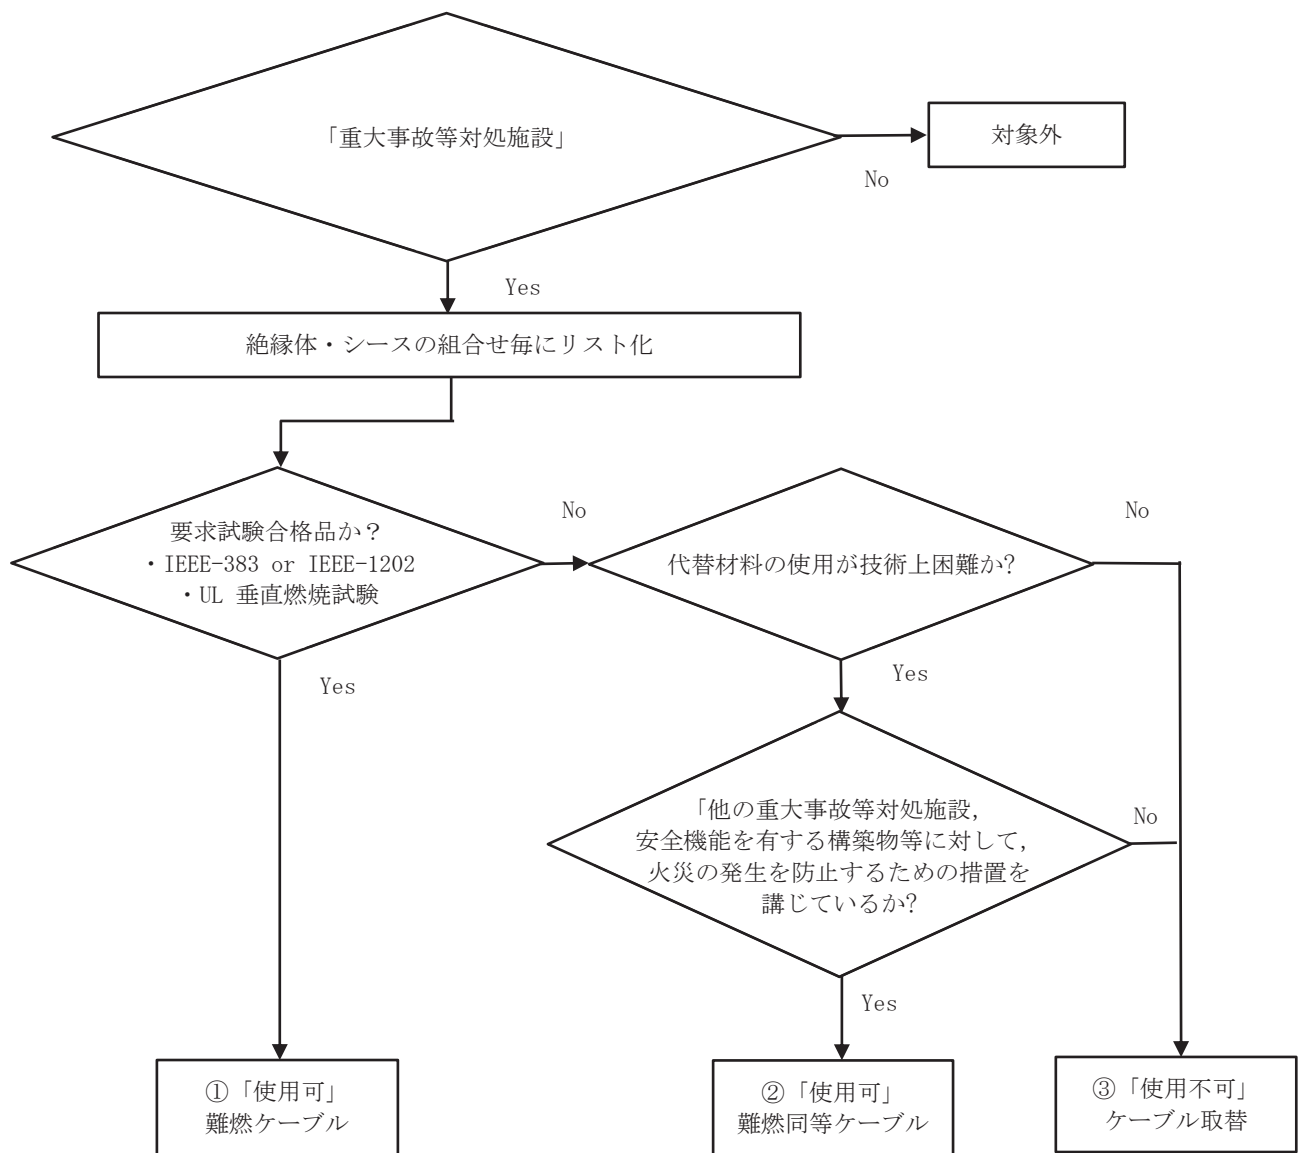 「重大事故等対処施設」
対象外
No
Yes
絶縁体・シースの組合せ毎にリスト化
要求試験合格品か?
・IEEE-383 or IEEE-1202
・UL 垂直燃焼試験
No
代替材料の使用が技術上困難か?
No
Yes
Yes
「他の重大事故等対処施設,
安全機能を有する構築物等に対して,
火災の発生を防止するための措置を
講じているか?
No
Yes
①「使用可」
難燃ケーブル
②「使用可」
難燃同等ケーブル
③「使用不可」
ケーブル取替